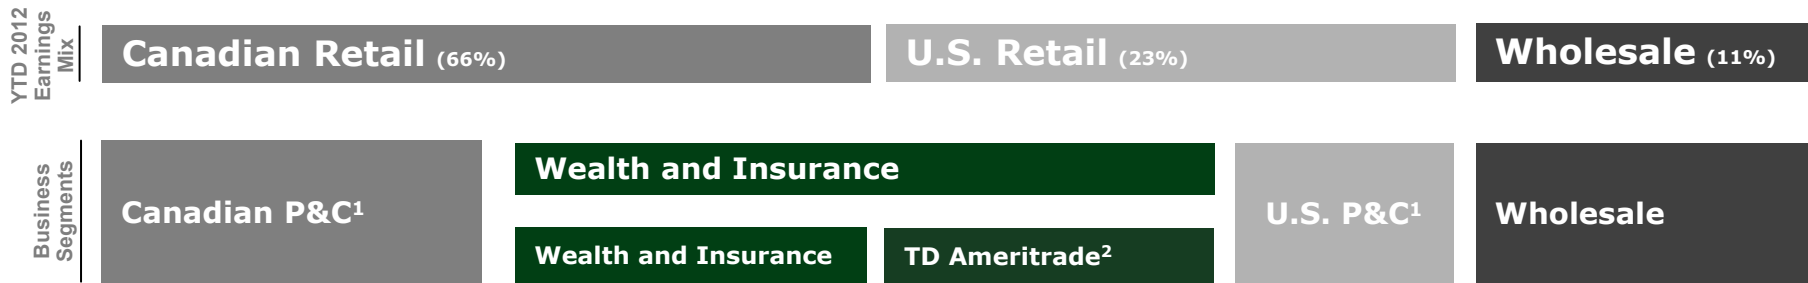 YTD 2012
Earnings
Mix
Canadian Retail (66%)
U.S. Retail (23%)
Wholesale (11%)
Business
Segments
Canadian P&C¹
Wealth and Insurance
Wealth and Insurance
TD Ameritrade²
U.S. P&C¹
Wholesale